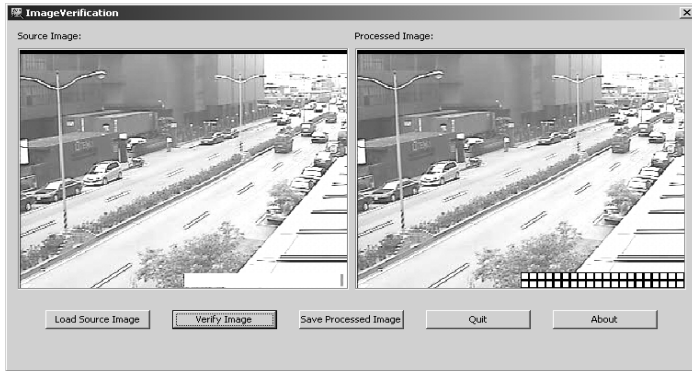 ImageVerification
Source Image:
Processed Image:
Load Source Image
Verify Image
Save Processed Image
Quit
About